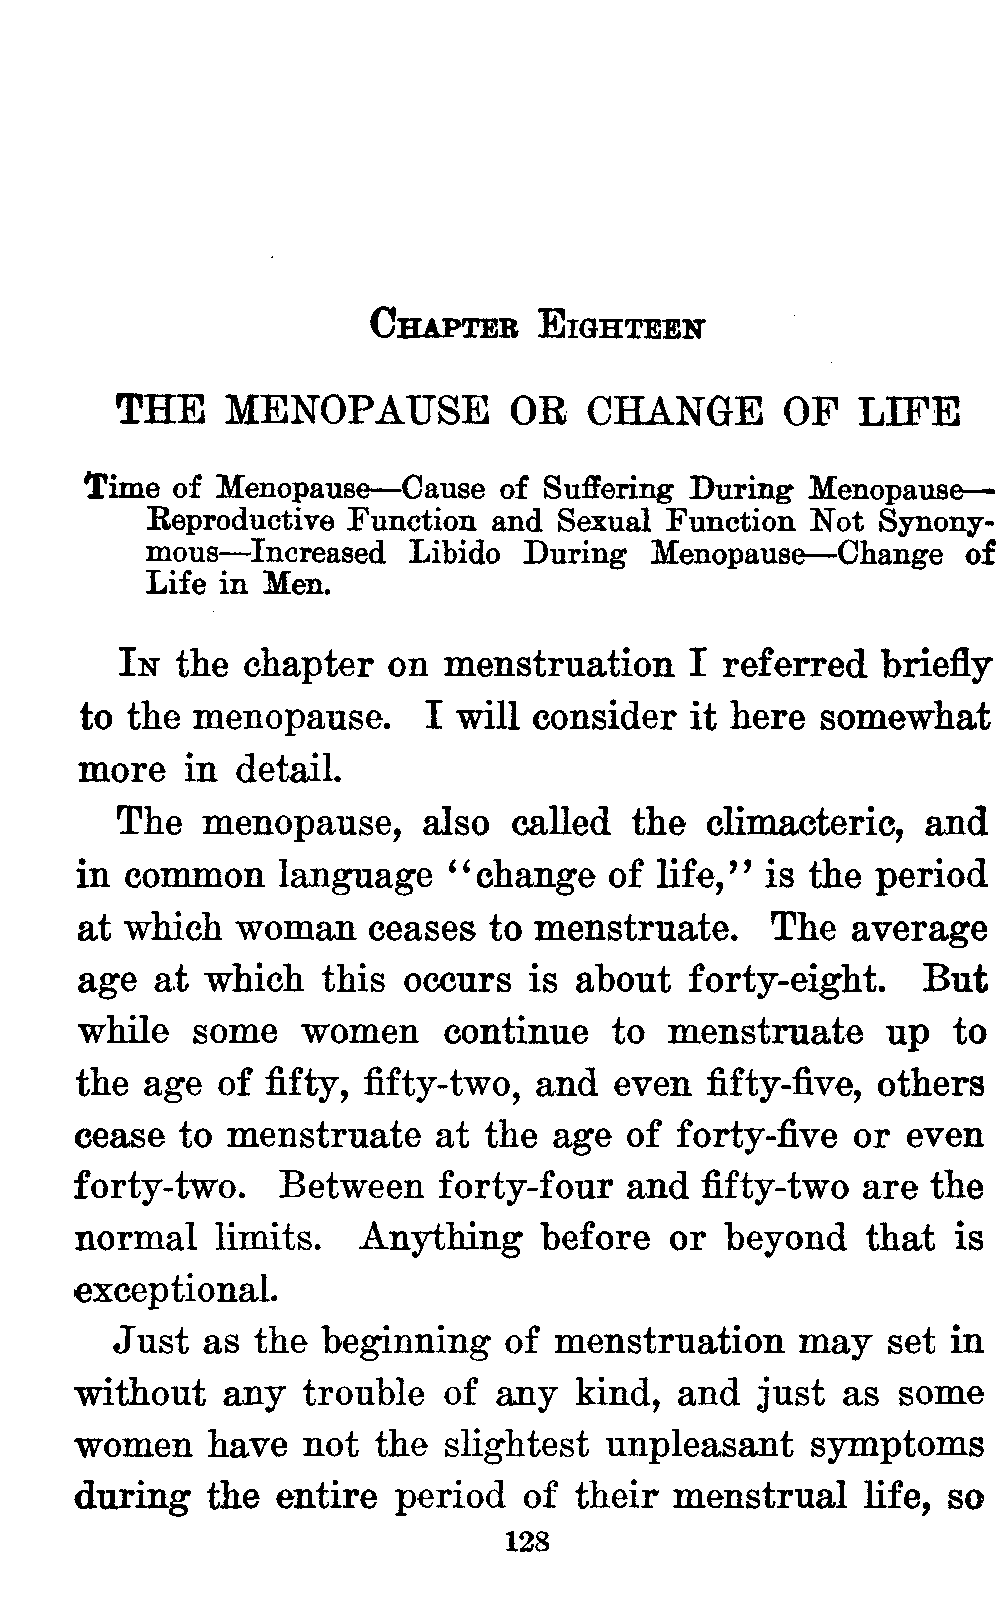 CHAPTER EIGHTEEN
THE MENOPAUSE OR CHANGE OF LIFE
Time of Menopause—Cause of Suffering During Menopause—
Reproductive Function and Sexual Function Not Synony-
mous—Increased Libido During Menopause—Change of
Life in Men.
IN the chapter on menstruation I referred briefly
to the menopause. I will consider it here somewhat
more in detail.
The menopause, also called the climacteric, and
in common language “change of life,” is the period
at which woman ceases to menstruate. The average
age at which this occurs is about forty-eight. But
while some women continue to menstruate up to
the age of fifty, fifty-two, and even fifty-five, others
cease to menstruate at the age of forty-five or even
forty-two. Between forty-four and fifty-two are the
normal limits. Anything before or beyond that is
exceptional.
Just as the beginning of menstruation may set in
without any trouble of any kind, and just as some
women have not the slightest unpleasant symptoms
during the entire period of their menstrual life, so
128